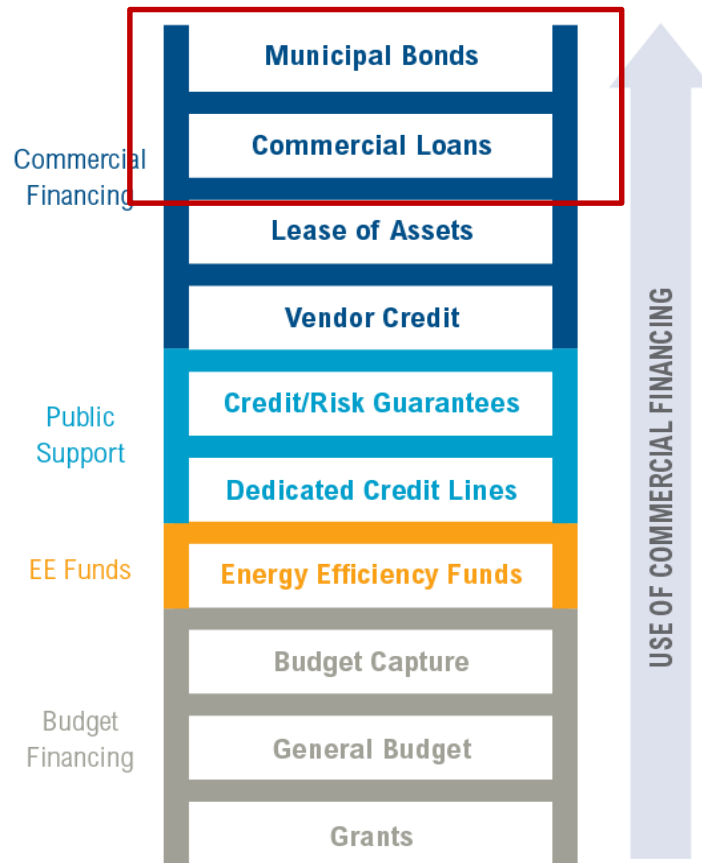 Municipal Bonds
Commercial Loans
Commercial
Financing
Lease of Assets
Vendor Credit
Credit/Risk Guarantees
Public
Support
Dedicated Credit Lines
EE Funds
Energy Efficiency Funds
Budget Capture
Budget
Financing
General Budget
Grants
USE OF COMMERCIAL FINANCING